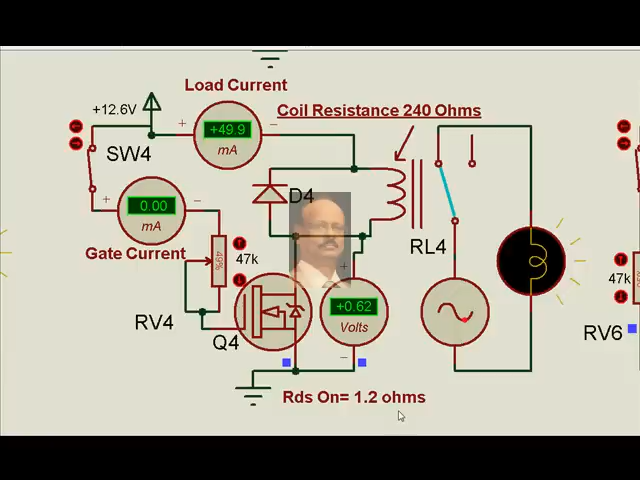 Load Current
+12.6V
+
+49.9
mA
−
Coil Resistance 240 Ohms
SW4
D4
+
0.00
mA
−
Gate Current
RL4
49%
47k
+
+0.62
Volts
−
RV4
Q4
47k
RV6
Rds On= 1.2 ohms